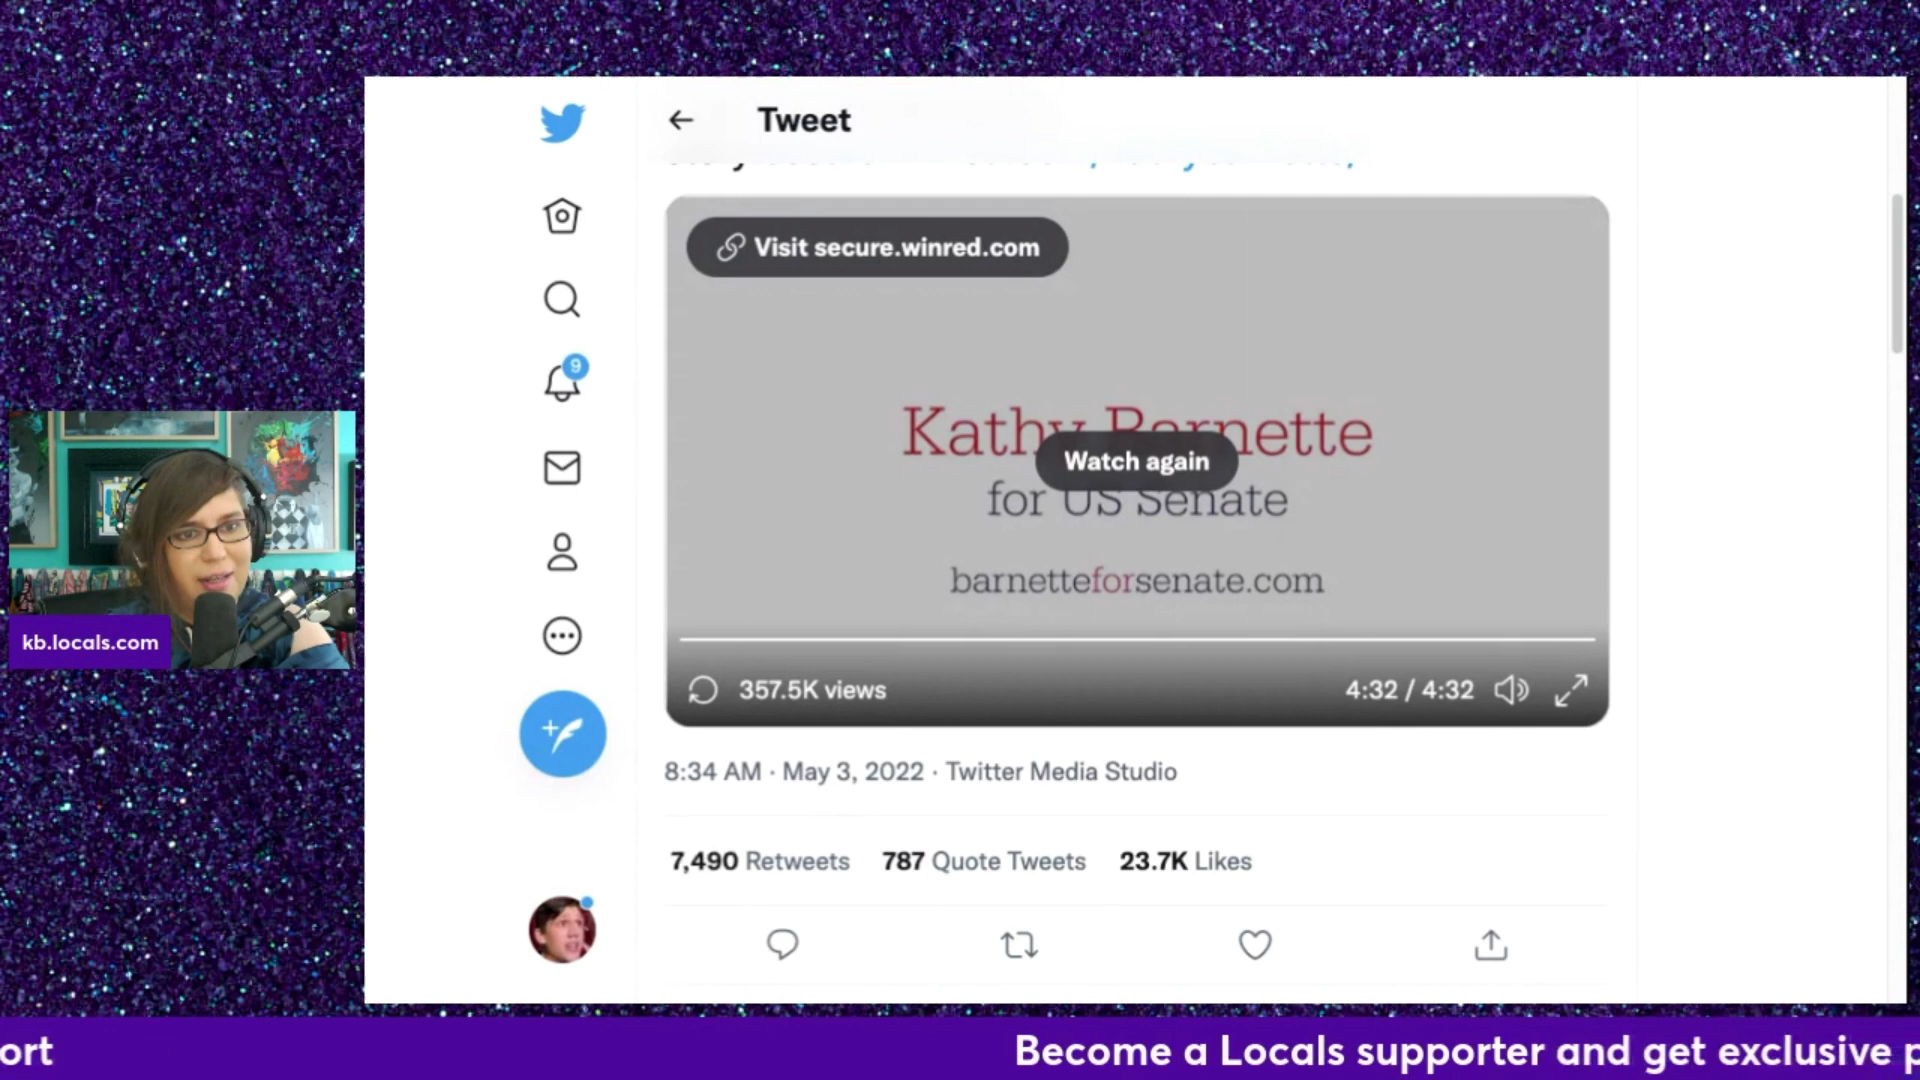 Tweet
Visit secure.winred.com
Kathy Barnette
Watch again
for US Senate
barnetteforsenate.com
357.5K views
4:32 / 4:32
8:34 AM · May 3, 2022 · Twitter Media Studio
7,490 Retweets 787 Quote Tweets 23.7K Likes
9
kb.locals.com
ort
Become a Locals supporter and get exclusive p